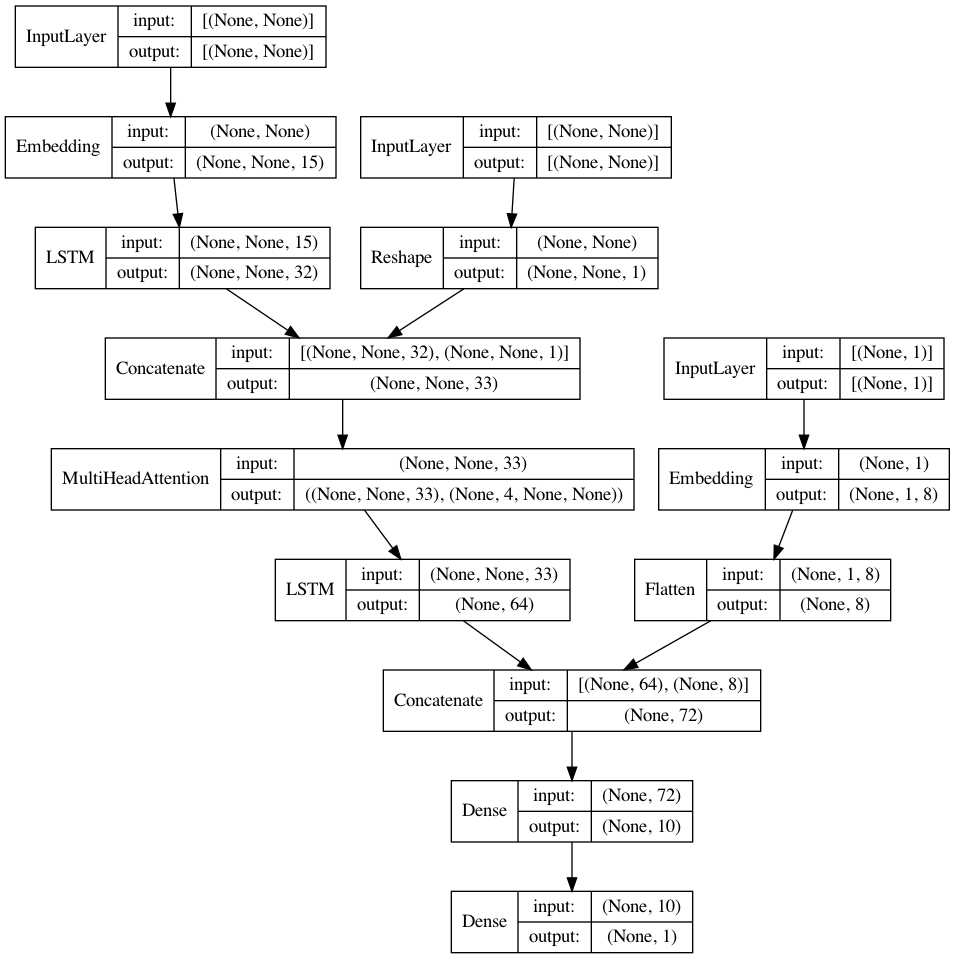 InputLayer
input: [(None, None)]
output: [(None, None)]
Embedding
input: (None, None)
output: (None, None, 15)
InputLayer
input: [(None, None)]
output: [(None, None)]
LSTM
input: (None, None, 15)
output: (None, None, 32)
Reshape
input: (None, None)
output: (None, None, 1)
Concatenate
input: [(None, None, 32), (None, None, 1)]
output: (None, None, 33)
InputLayer
input: [(None, 1)]
output: [(None, 1)]
MultiHeadAttention
input: (None, None, 33)
output: ((None, None, 33), (None, 4, None, None))
Embedding
input: (None, 1)
output: (None, 1, 8)
LSTM
input: (None, None, 33)
output: (None, 64)
Flatten
input: (None, 1, 8)
output: (None, 8)
Concatenate
input: [(None, 64), (None, 8)]
output: (None, 72)
Dense
input: (None, 72)
output: (None, 10)
Dense
input: (None, 10)
output: (None, 1)